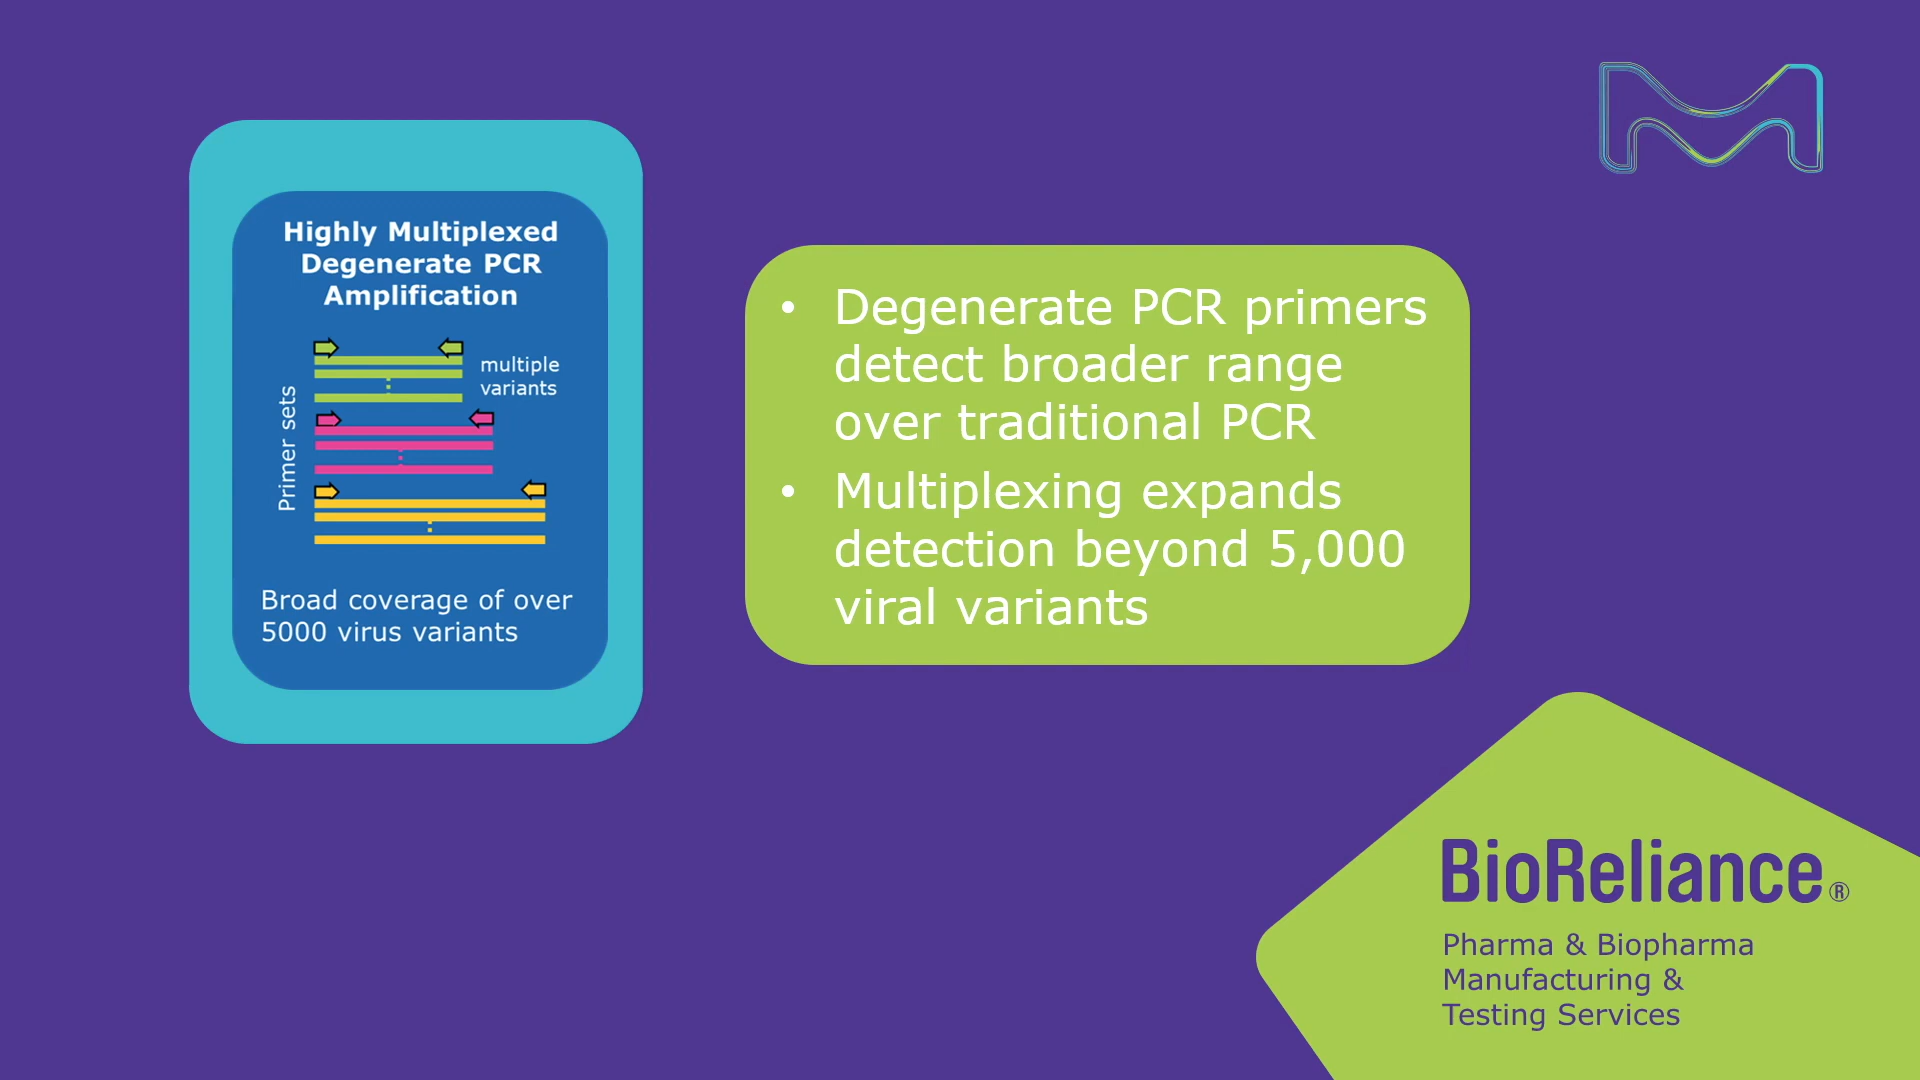 Highly Multiplexed
Degenerate PCR
Amplification
multiple
variants
Primer sets
Broad coverage of over
5000 virus variants
• Degenerate PCR primers
detect broader range
over traditional PCR
• Multiplexing expands
detection beyond 5,000
viral variants
BioReliance®
Pharma & Biopharma
Manufacturing &
Testing Services